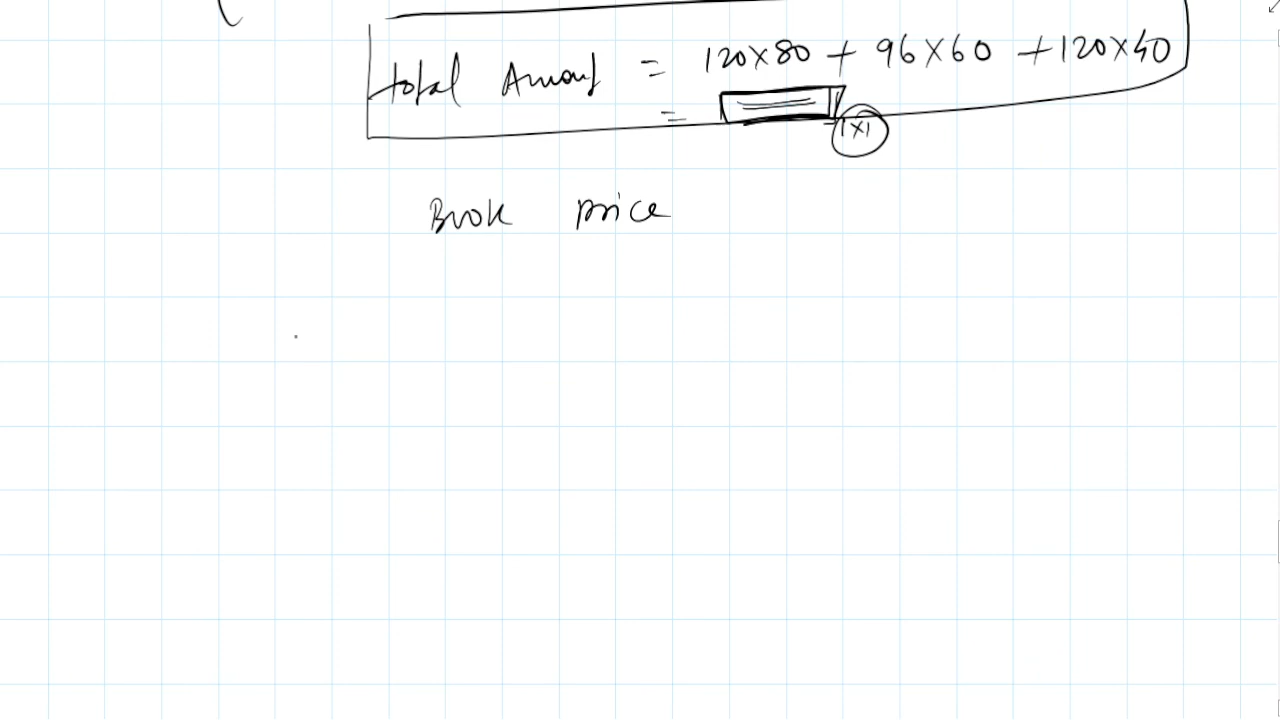 total Amount = 120×80 + 96×60 + 120×40
=
1×1
Book price